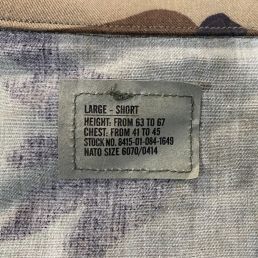 LARGE - SHORT
HEIGHT: FROM 63 TO 67
CHEST: FROM 41 TO 45
STOCK NO. 8415-01-084-1649
NATO SIZE 6070/0414